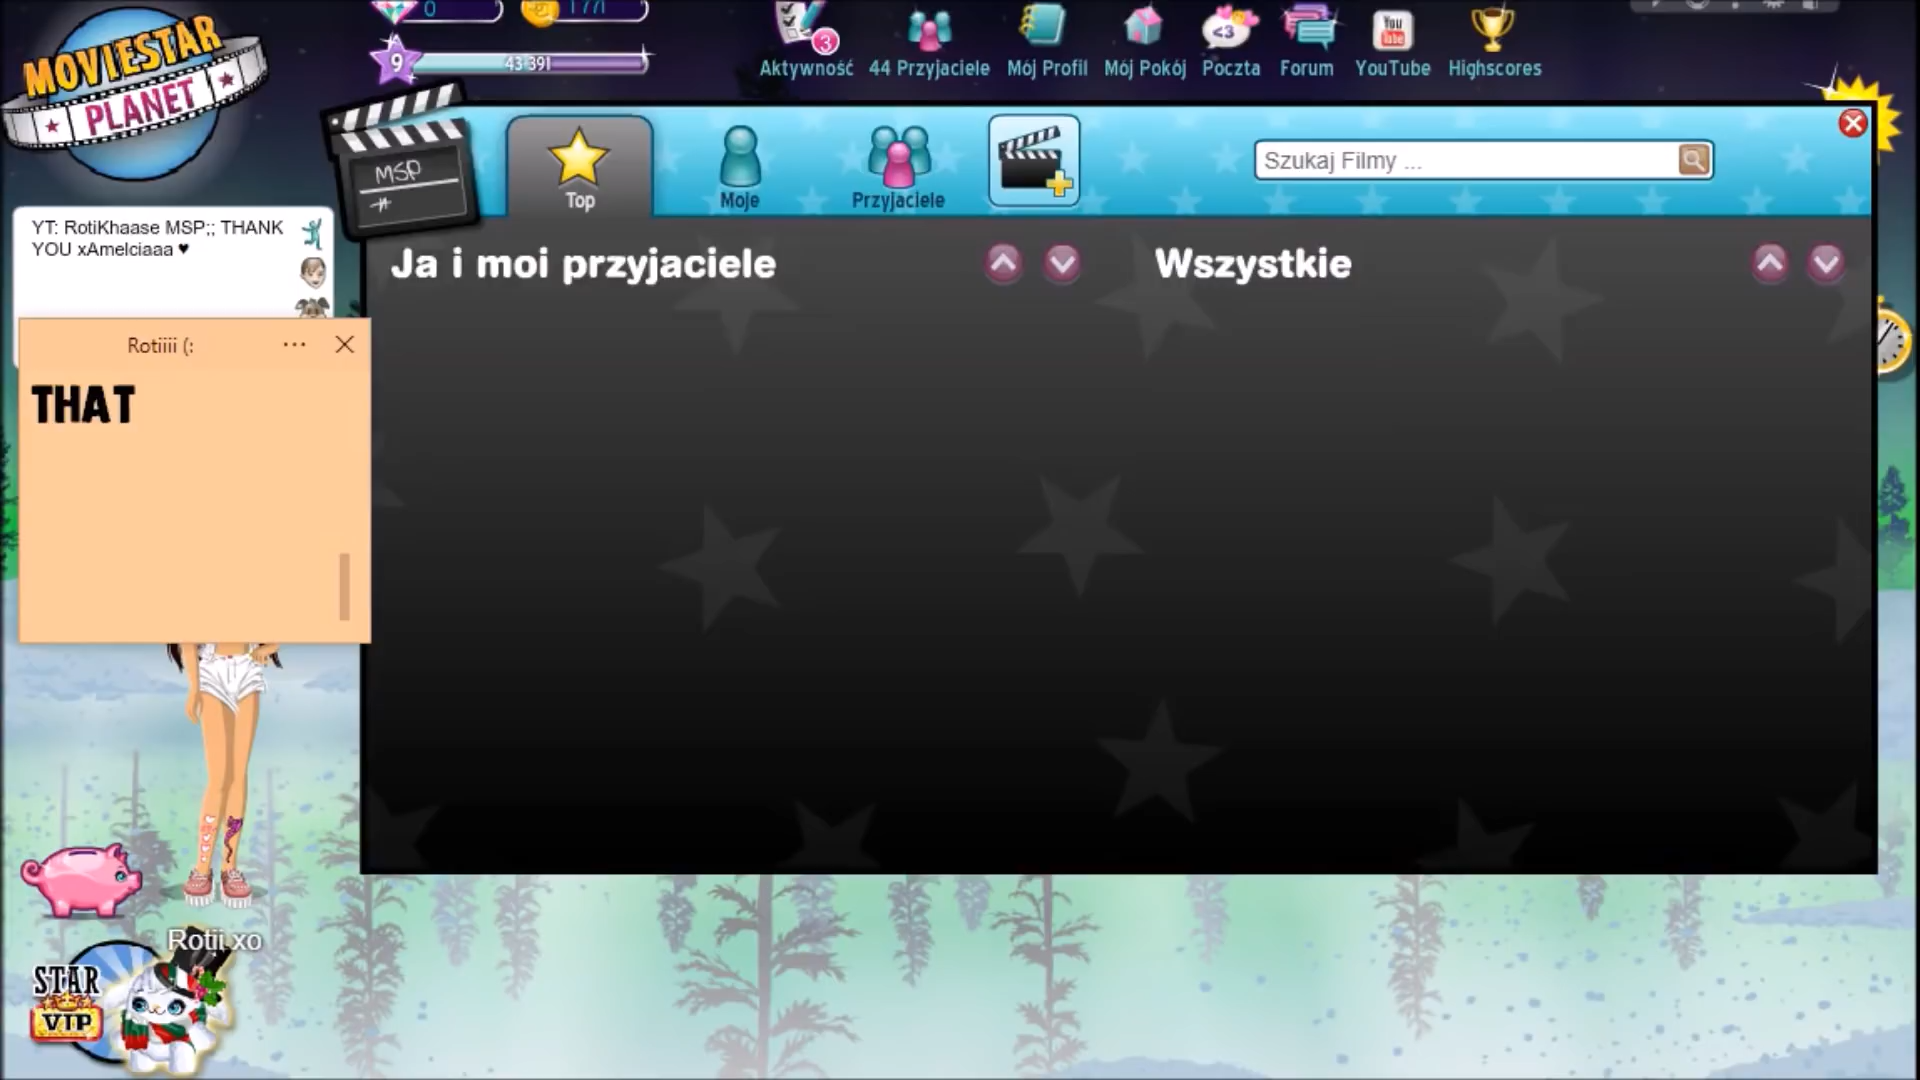 MOVIESTAR
PLANET
0
9
43 391
3
Aktywność
44 Przyjaciele
Mój Profil
Mój Pokój
<3
Poczta
Forum
You
Tube
YouTube
Highscores
MSP
Top
Moje
Przyjaciele
Szukaj Filmy ...
YT: RotiKhaase MSP;; THANK
YOU xAmelciaaa ♥
Ja i moi przyjaciele
Wszystkie
Rotiiii (:
THAT
Rotii xo
STAR
VIP